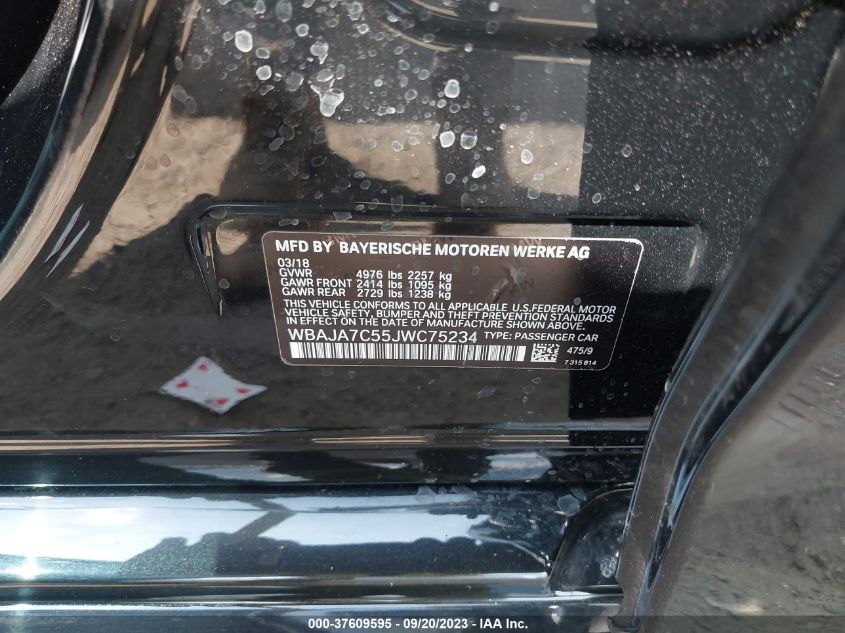 MFD BY BAYERISCHE MOTOREN WERKE AG
03/18
GVWR 4976 lbs 2257 kg
GAWR FRONT 2414 lbs 1095 kg
GAWR REAR 2729 lbs 1238 kg
THIS VEHICLE CONFORMS TO ALL APPLICABLE U.S.FEDERAL MOTOR
VEHICLE SAFETY, BUMPER, AND THEFT PREVENTION STANDARDS
IN EFFECT ON THE DATE OF MANUFACTURE SHOWN ABOVE.
WBAJA7C55JWC75234 TYPE: PASSENGER CAR
475/9
7 315 814
000-37609595 - 09/20/2023 - IAA Inc.